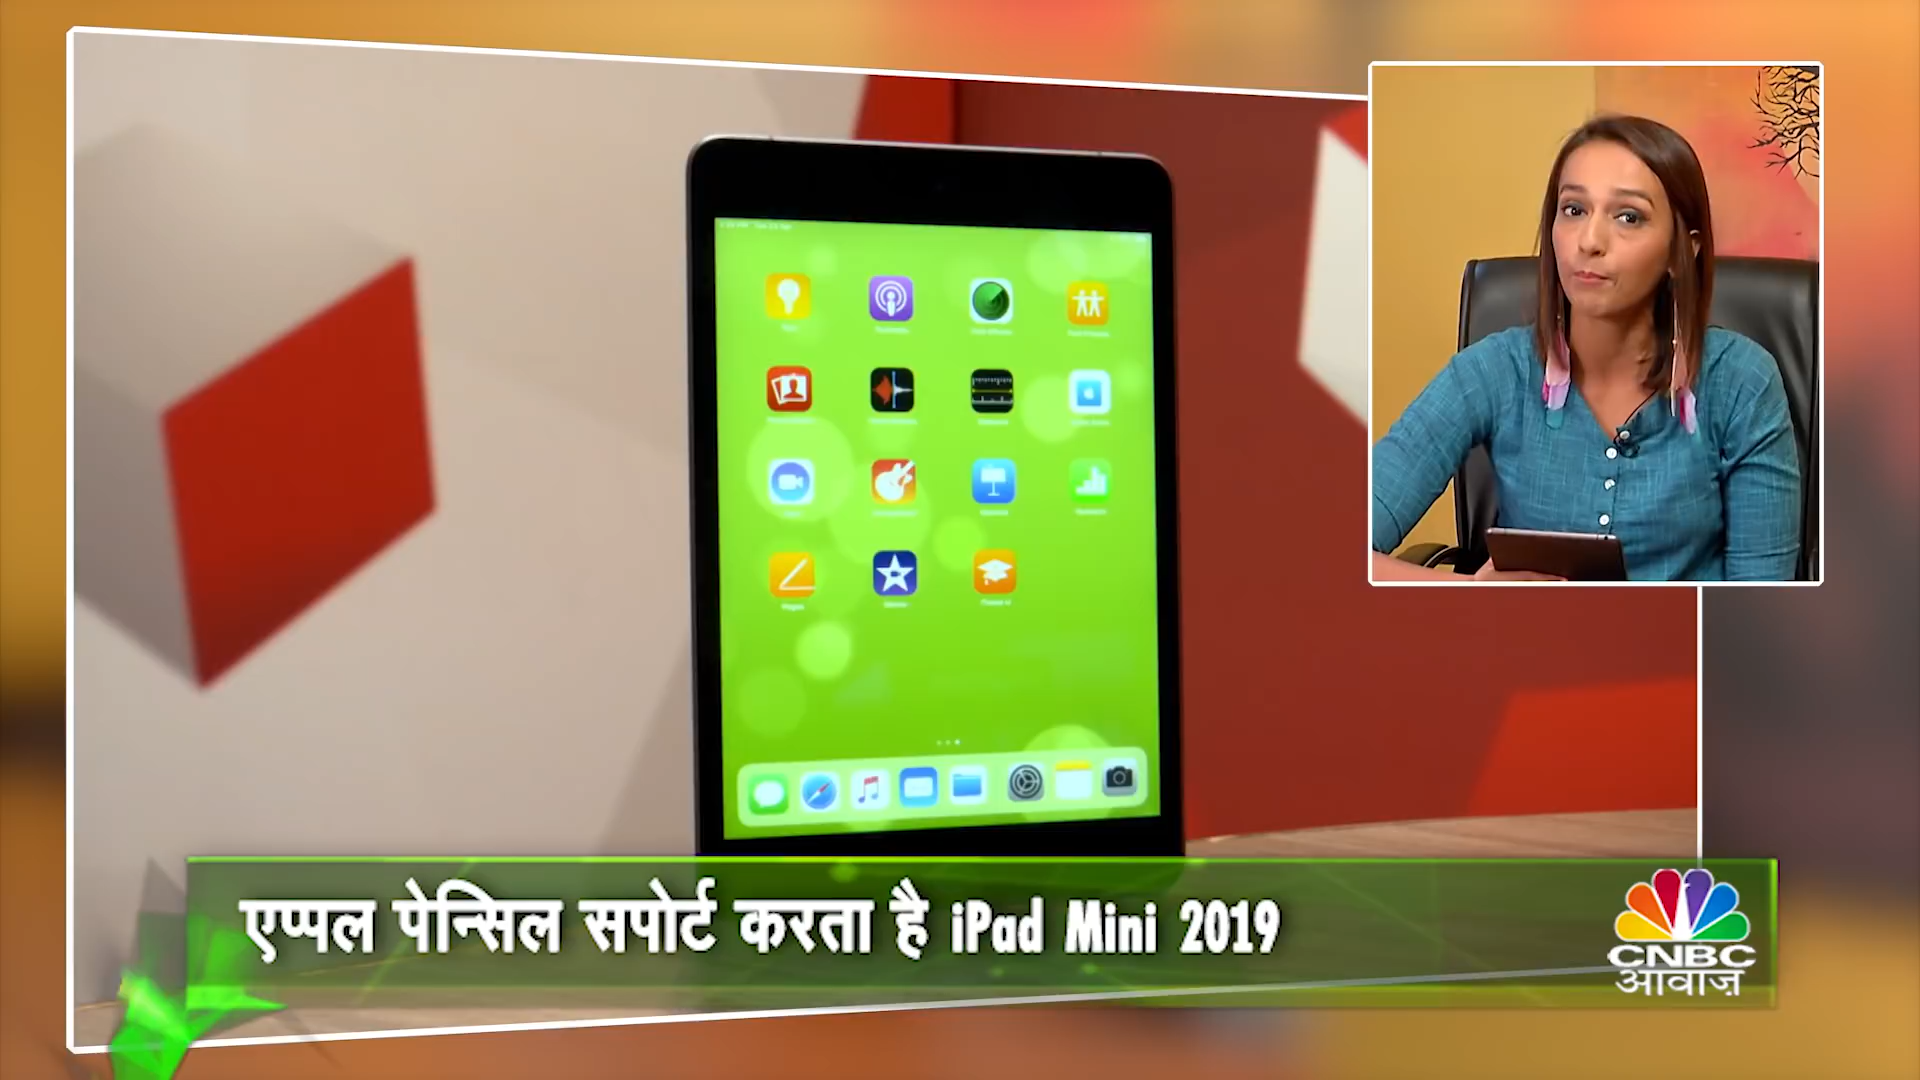 एप्पल पेन्सिल सपोर्ट करता है iPad Mini 2019
CNBC
आवाज़